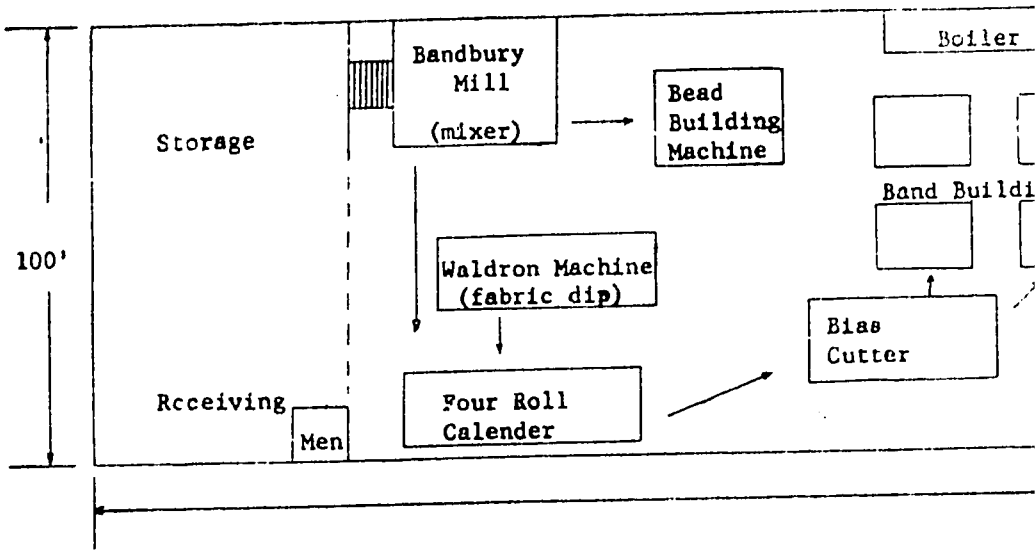 Boiler
Bandbury
Mill
(mixer)
Bead
Building
Machine
Storage
Band Buildi
100'
Waldron Machine
(fabric dip)
Bias
Cutter
Receiving
Men
Four Roll
Calender